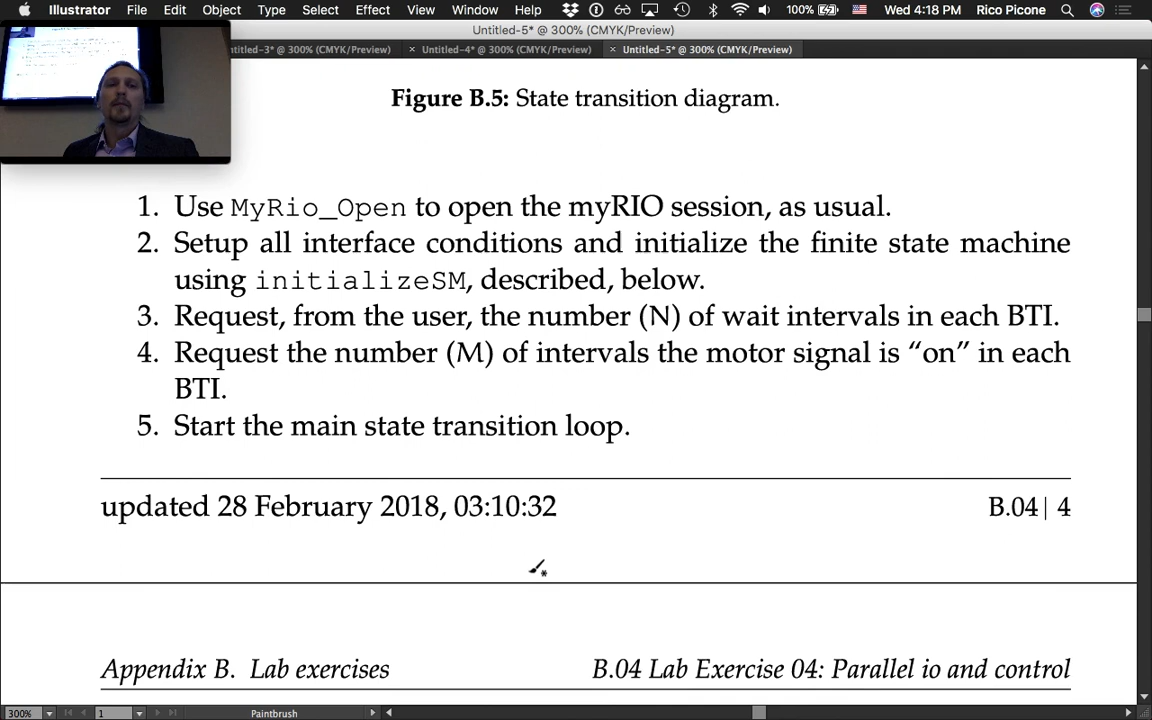 Illustrator File Edit Object Type Select Effect View Window Help 100% Wed 4:18 PM Rico Picone
Untitled-5* @ 300% (CMYK/Preview)
ntitled-3* @ 300% (CMYK/Preview) × Untitled-4* @ 300% (CMYK/Preview) × Untitled-5* @ 300% (CMYK/Preview)
Figure B.5: State transition diagram.
1. Use MyRio_Open to open the myRIO session, as usual.
2. Setup all interface conditions and initialize the finite state machine
using initializeSM, described, below.
3. Request, from the user, the number (N) of wait intervals in each BTI.
4. Request the number (M) of intervals the motor signal is “on” in each
BTI.
5. Start the main state transition loop.
updated 28 February 2018, 03:10:32 B.04| 4
Appendix B. Lab exercises B.04 Lab Exercise 04: Parallel io and control
300% 1 Paintbrush